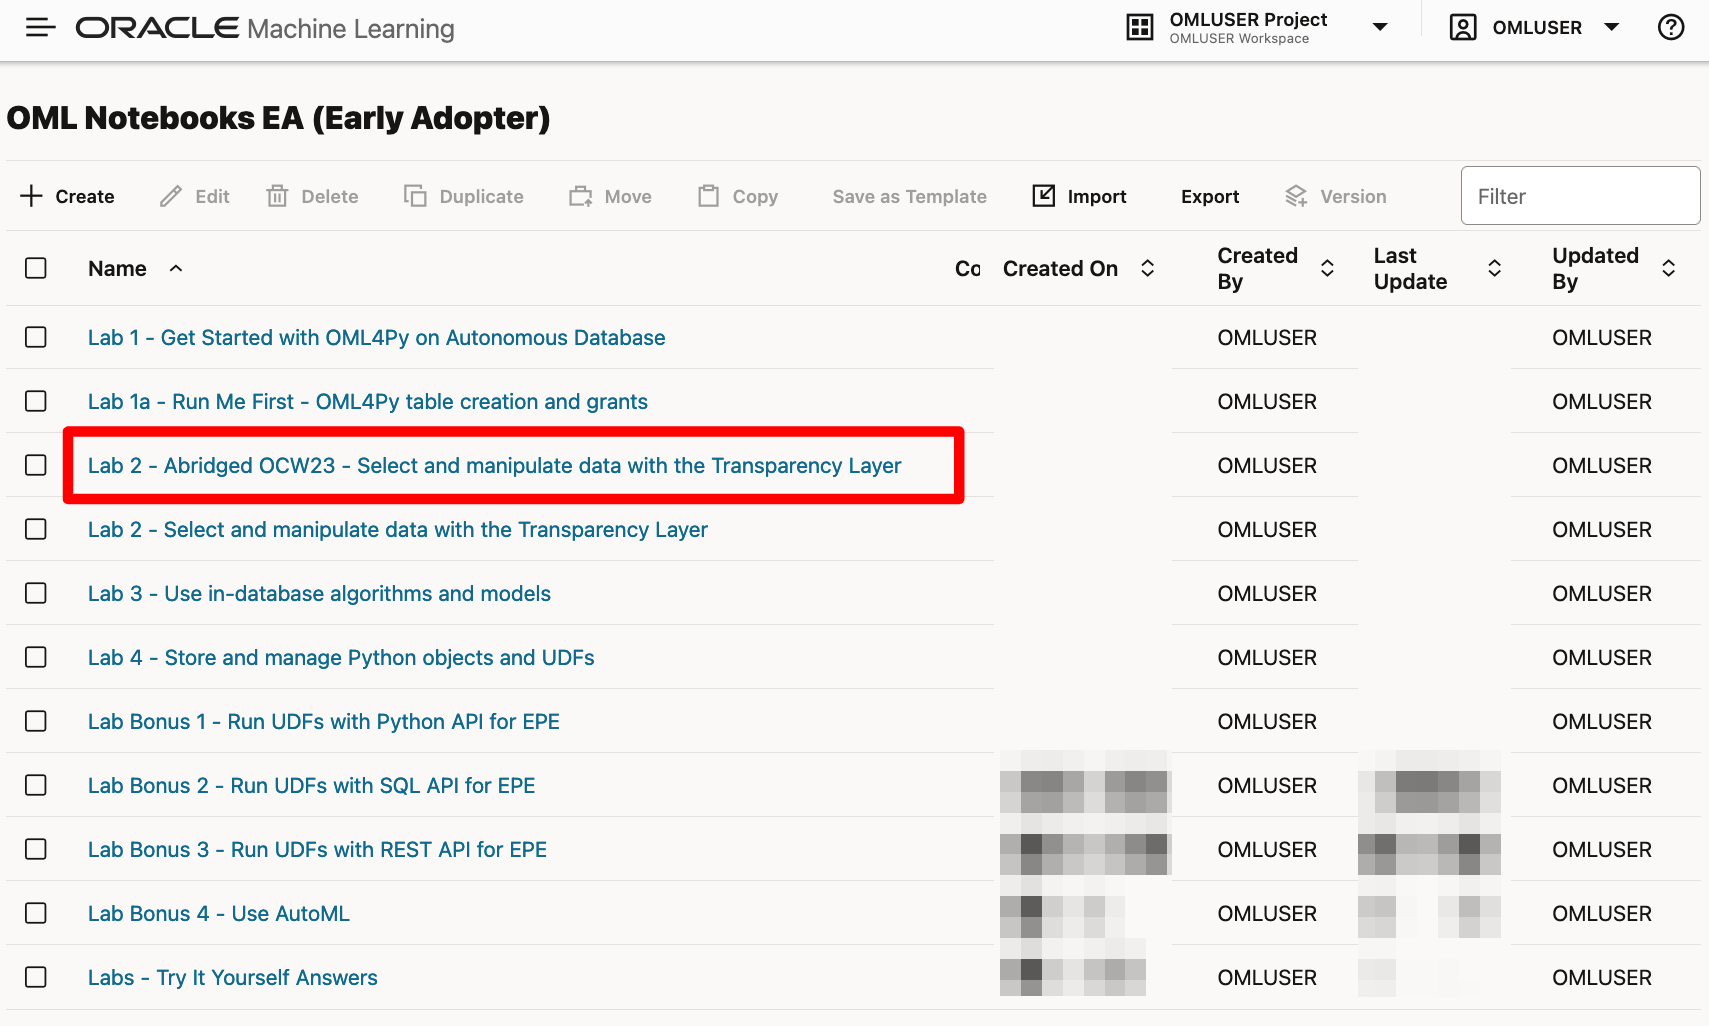 ORACLE Machine Learning
OMLUSER Project
OMLUSER Workspace
OMLUSER
OML Notebooks EA (Early Adopter)
Create Edit Delete Duplicate Move Copy Save as Template Import Export Version Filter
Name Co Created On Created By Last Update Updated By
Lab 1 - Get Started with OML4Py on Autonomous Database OMLUSER OMLUSER
Lab 1a - Run Me First - OML4Py table creation and grants OMLUSER OMLUSER
Lab 2 - Abridged OCW23 - Select and manipulate data with the Transparency Layer OMLUSER OMLUSER
Lab 2 - Select and manipulate data with the Transparency Layer OMLUSER OMLUSER
Lab 3 - Use in-database algorithms and models OMLUSER OMLUSER
Lab 4 - Store and manage Python objects and UDFs OMLUSER OMLUSER
Lab Bonus 1 - Run UDFs with Python API for EPE OMLUSER OMLUSER
Lab Bonus 2 - Run UDFs with SQL API for EPE OMLUSER OMLUSER
Lab Bonus 3 - Run UDFs with REST API for EPE OMLUSER OMLUSER
Lab Bonus 4 - Use AutoML OMLUSER OMLUSER
Labs - Try It Yourself Answers OMLUSER OMLUSER